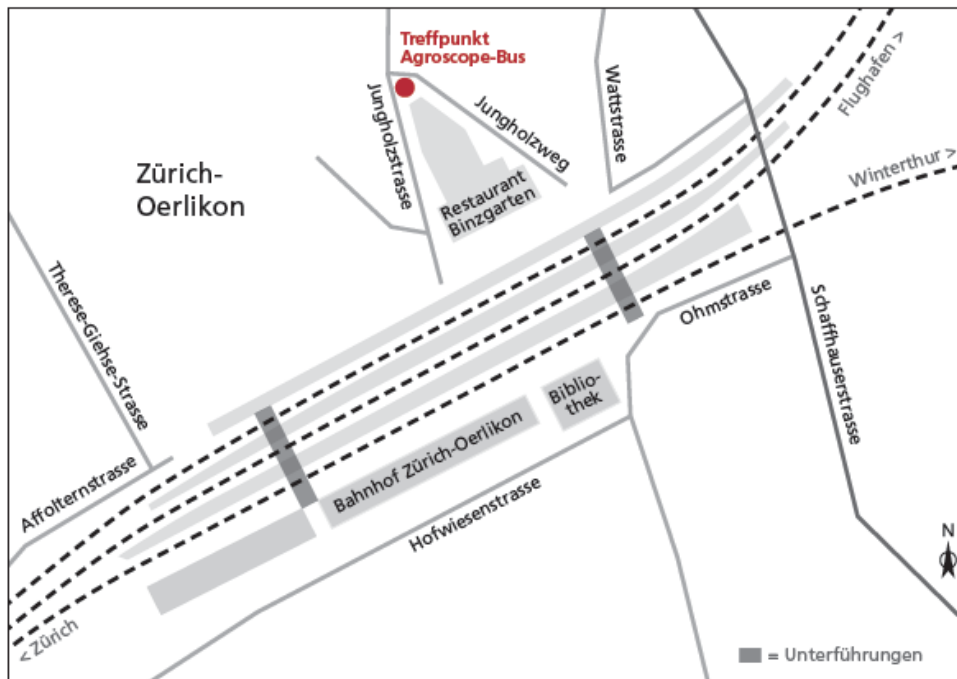 Treffpunkt
Agroscope-Bus
Flughafen >
Wattstrasse
Jungholzweg
Jungholzstrasse
Winterthur >
Zürich-
Oerlikon
Restaurant
Binzgarten
Therese-Giehse-Strasse
Ohmstrasse
Schaffhauserstrasse
Biblio-
thek
Bahnhof Zürich-Oerlikon
Affolternstrasse
Hofwiesenstrasse
N
< Zürich
= Unterführungen